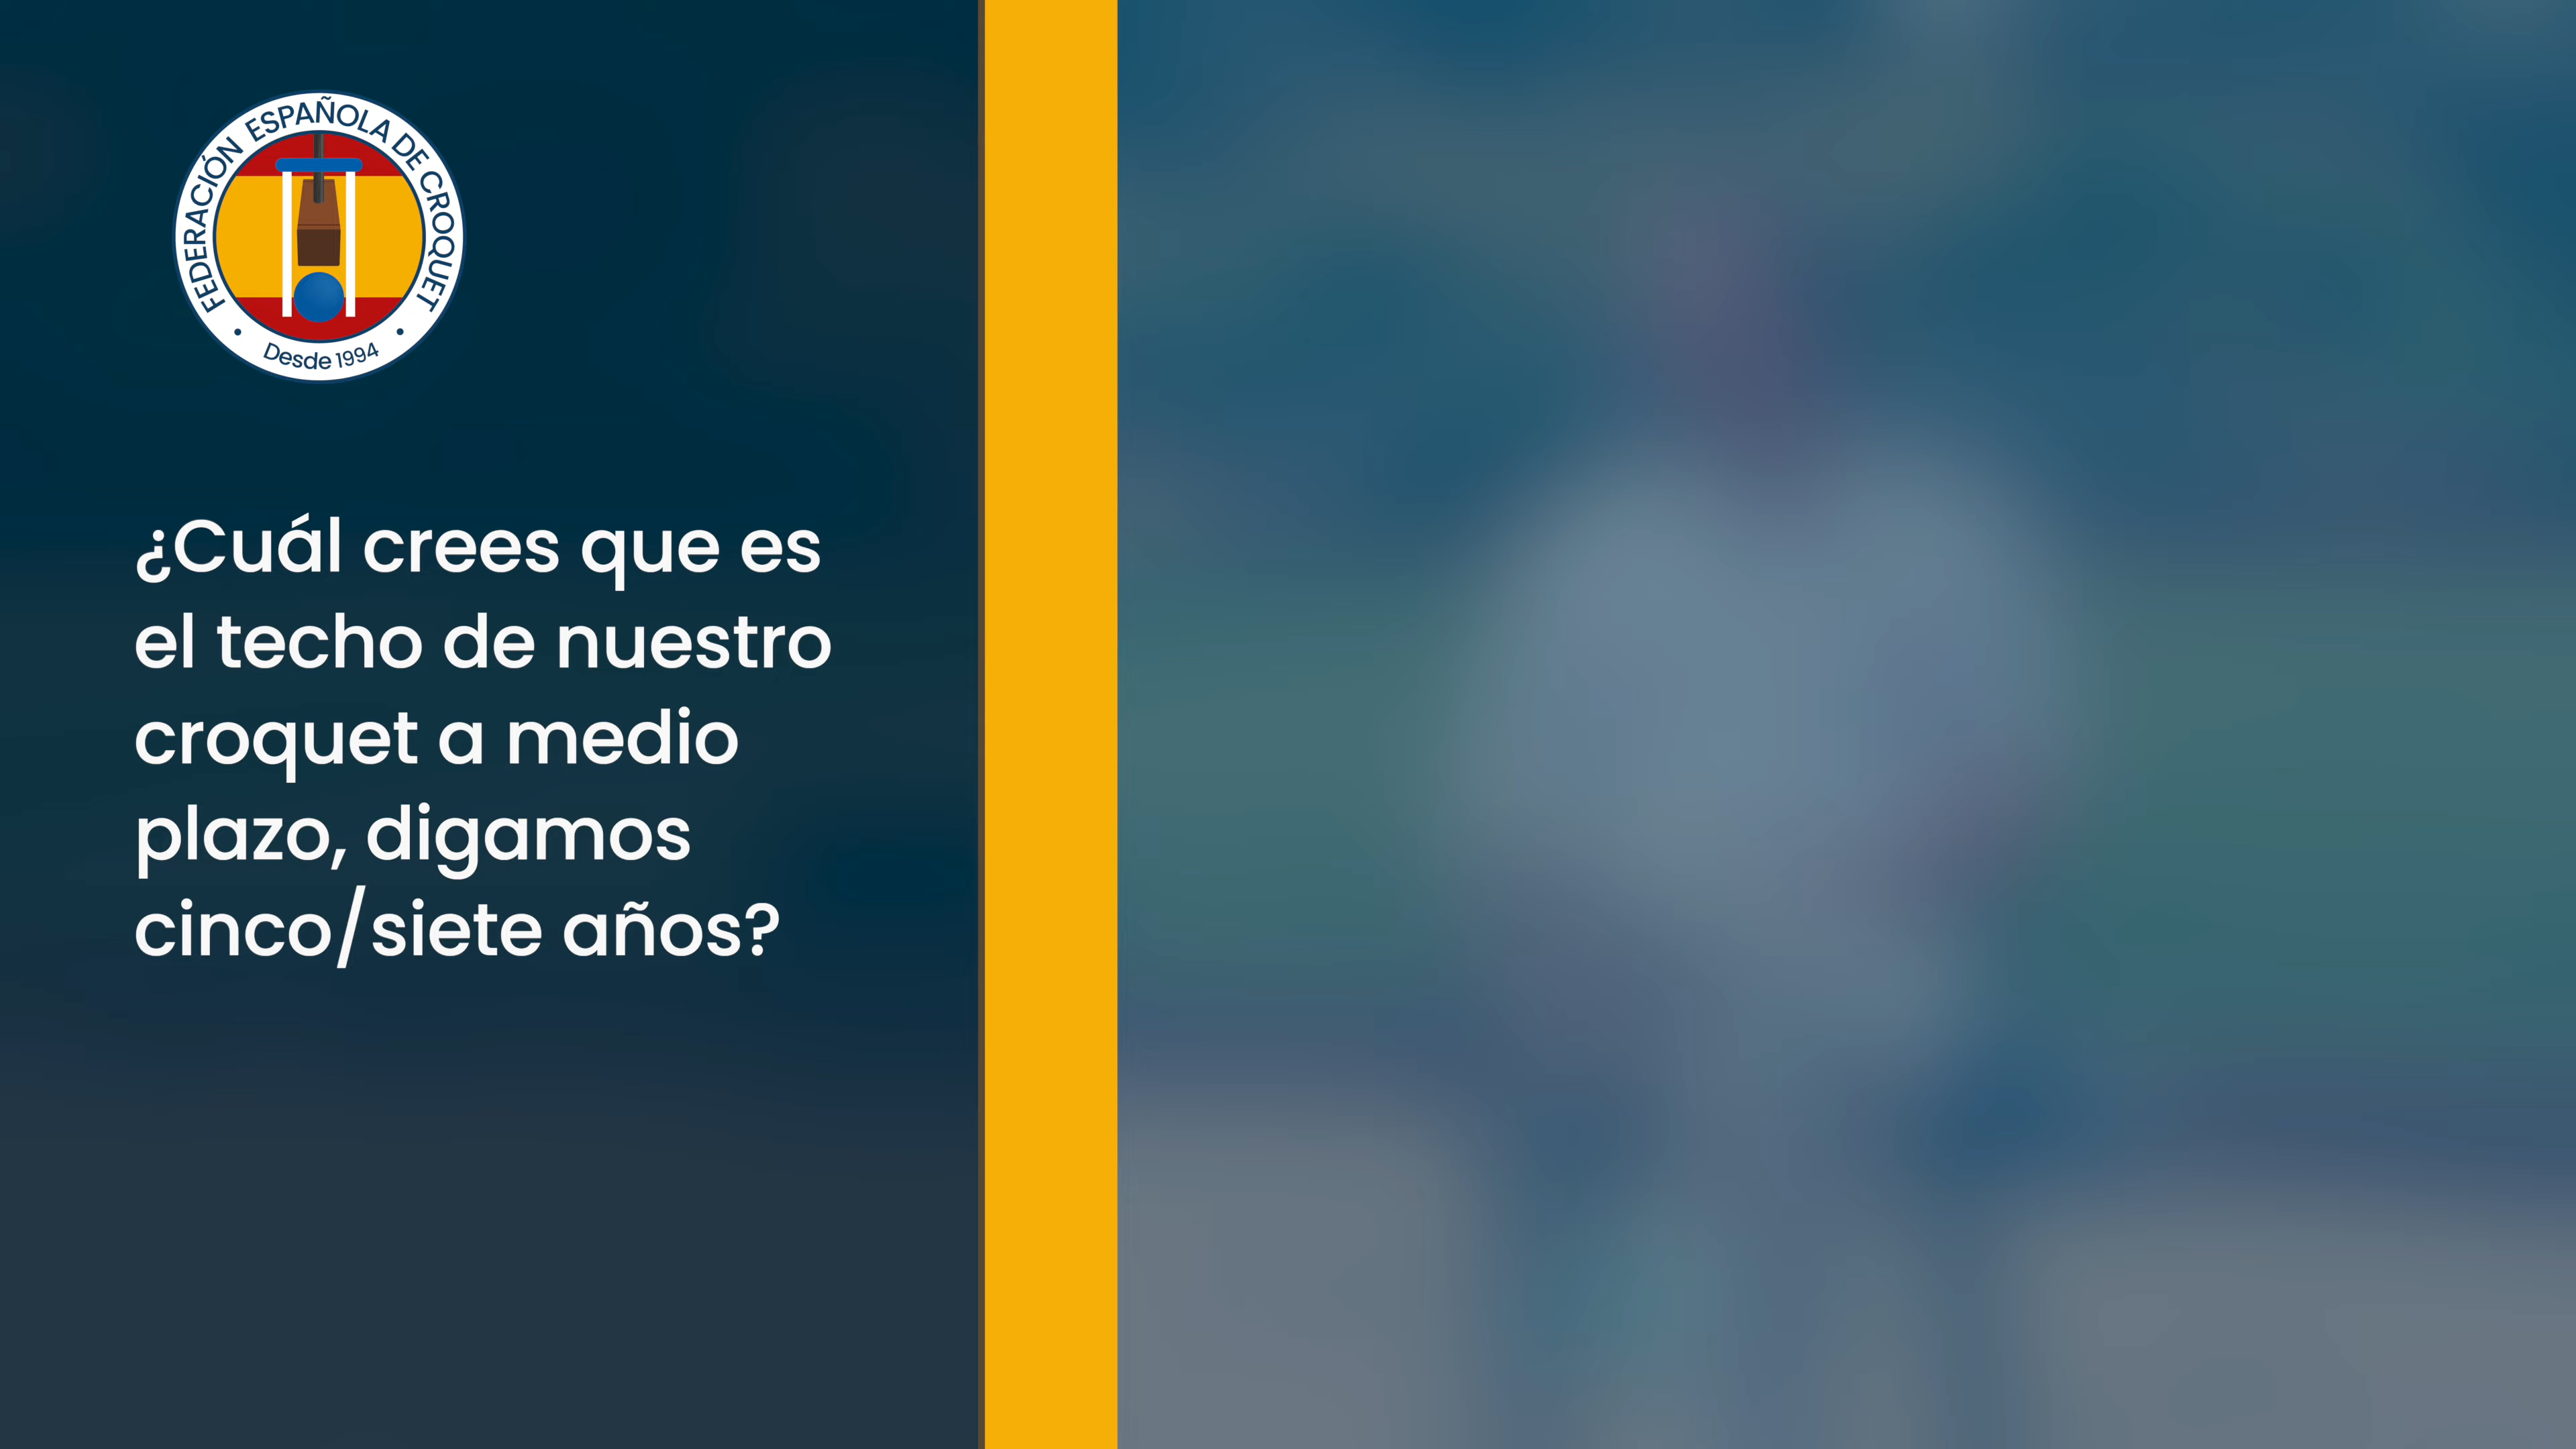 FEDERACIÓN ESPAÑOLA DE CROQUET
Desde 1994
¿Cuál crees que es
el techo de nuestro
croquet a medio
plazo, digamos
cinco/siete años?